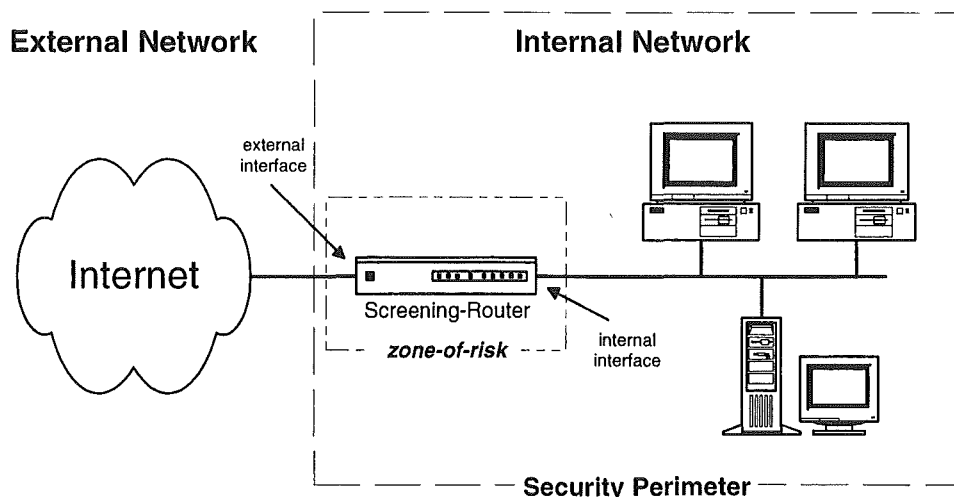 External Network
Internal Network
external
interface
Internet
Screening-Router
zone-of-risk
internal
interface
Security Perimeter